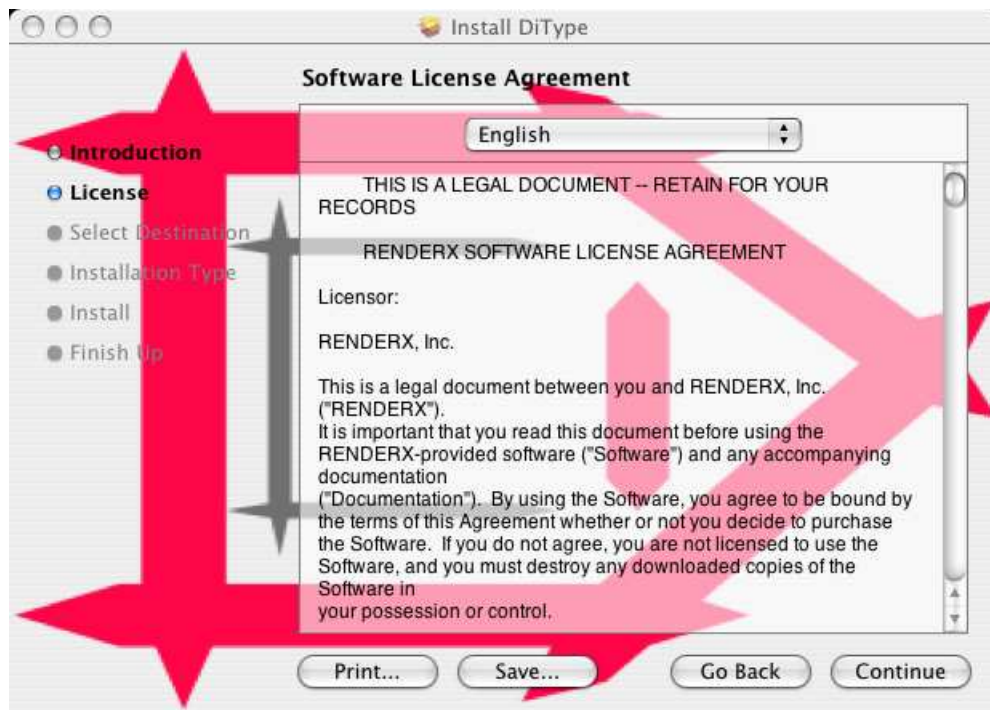 Install DiType
Software License Agreement
Introduction
License
Select Destination
Installation Type
Install
Finish Up
English
THIS IS A LEGAL DOCUMENT -- RETAIN FOR YOUR
RECORDS
RENDERX SOFTWARE LICENSE AGREEMENT
Licensor:
RENDERX, Inc.
This is a legal document between you and RENDERX, Inc.
("RENDERX").
It is important that you read this document before using the
RENDERX-provided software ("Software") and any accompanying
documentation
("Documentation").  By using the Software, you agree to be bound by
the terms of this Agreement whether or not you decide to purchase
the Software.  If you do not agree, you are not licensed to use the
Software, and you must destroy any downloaded copies of the
Software in
your possession or control.
Print...
Save...
Go Back
Continue